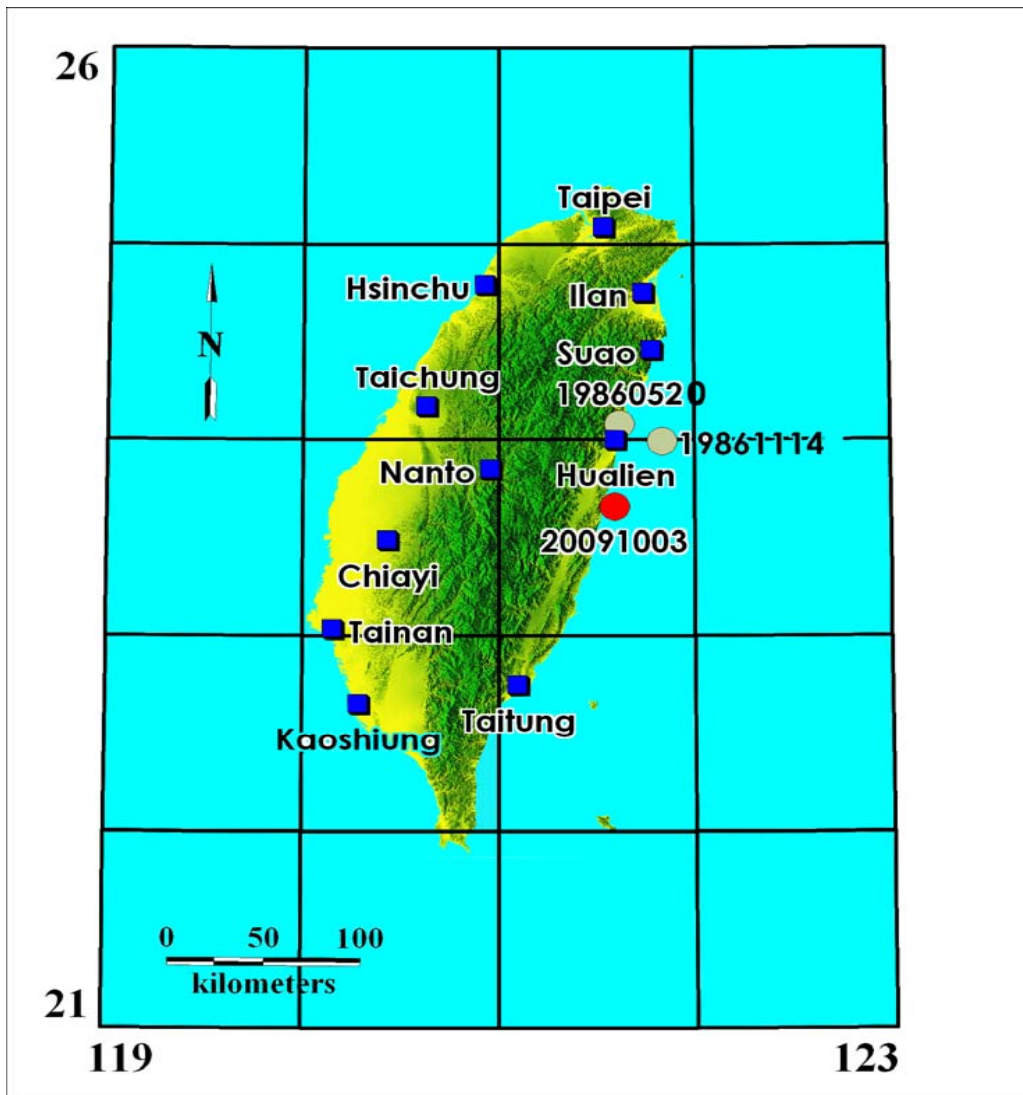 26
Taipei
Hsinchu
Ilan
N
Suao
Taichung
19860520
19861114
Nanto
Hualien
20091003
Chiayi
Tainan
Taitung
Kaoshiung
0 50 100
kilometers
21
119 123